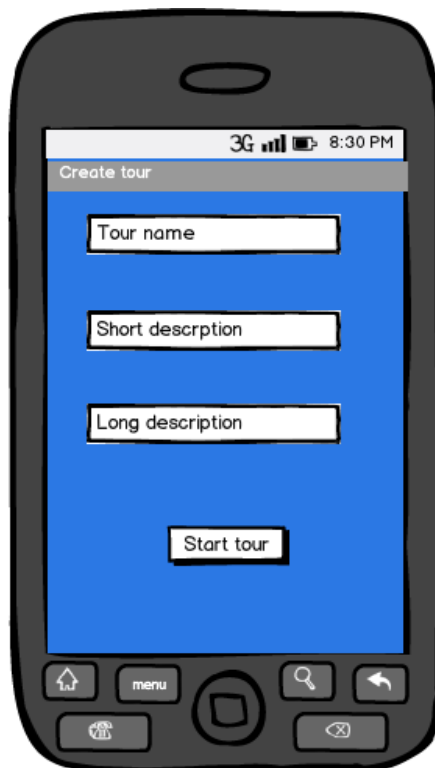 3G 8:30 PM
Create tour
Tour name
Short descrption
Long description
Start tour
menu